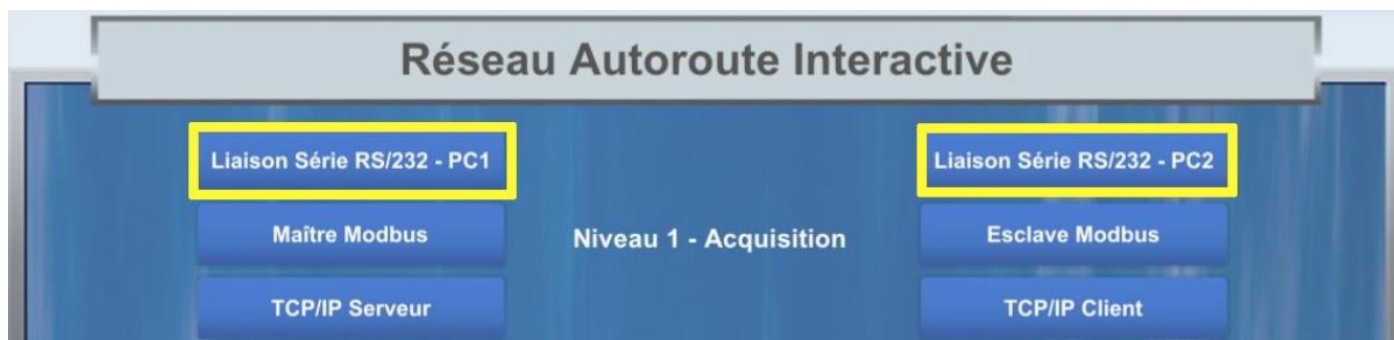 Réseau Autoroute Interactive
Liaison Série RS/232 - PC1
Liaison Série RS/232 - PC2
Maître Modbus
Niveau 1 - Acquisition
Esclave Modbus
TCP/IP Serveur
TCP/IP Client